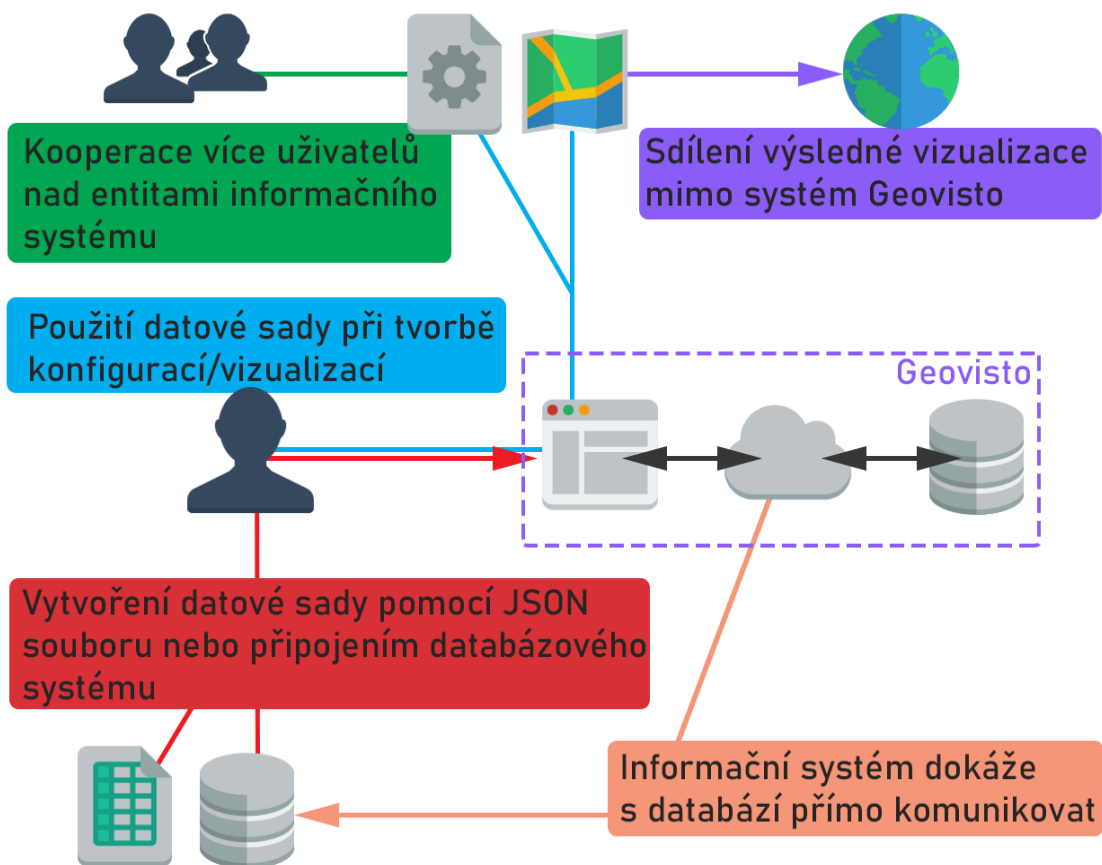 Kooperace více uživatelů
nad entitami informačního
systému
Sdílení výsledné vizualizace
mimo systém Geovisto
Použití datové sady při tvorbě
konfigurací/vizualizací
Geovisto
Vytvoření datové sady pomocí JSON
souboru nebo připojením databázového
systému
Informační systém dokáže
s databází přímo komunikovat